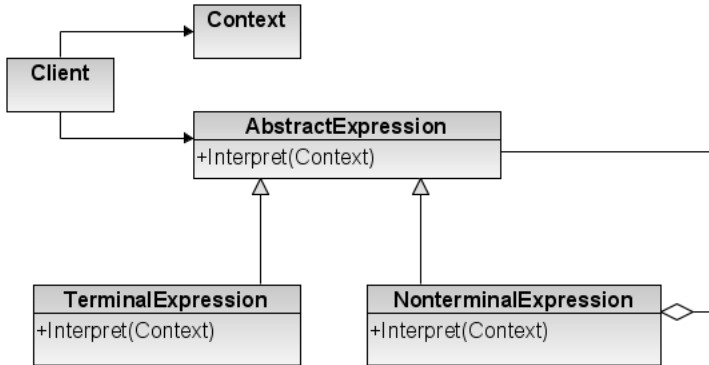 Context
Client
AbstractExpression
+Interpret(Context)
TerminalExpression
+Interpret(Context)
NonterminalExpression
+Interpret(Context)